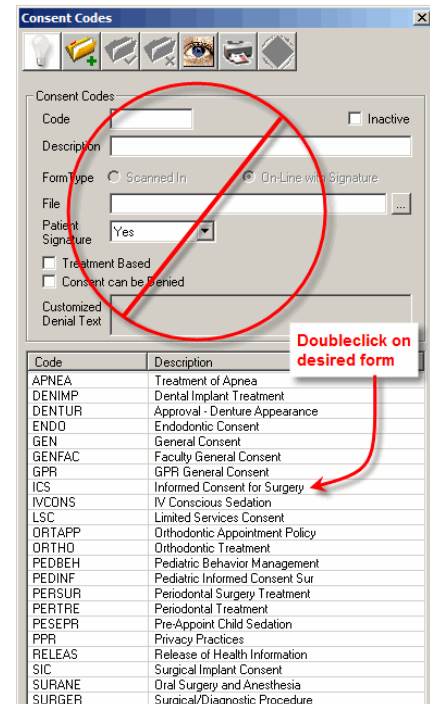 Consent Codes
Consent Codes
Code
Inactive
Description
Form Type Scanned In On-Line with Signature
File ...
Patient Signature Yes
Treatment Based
Consent can be Denied
Customized Denial Text
Doubleclick on
desired form
Code Description
APNEA Treatment of Apnea
DENIMP Dental Implant Treatment
DENTUR Approval - Denture Appearance
ENDO Endodontic Consent
GEN General Consent
GENFAC Faculty General Consent
GPR GPR General Consent
ICS Informed Consent for Surgery
IVCONS IV Conscious Sedation
LSC Limited Services Consent
ORTAPP Orthodontic Appointment Policy
ORTHO Orthodontic Treatment
PEDBEH Pediatric Behavior Management
PEDINF Pediatric Informed Consent Sur
PERSUR Periodontal Surgery Treatment
PERTRE Periodontal Treatment
PESEPR Pre-Appoint Child Sedation
PPR Privacy Practices
RELEAS Release of Health Information
SIC Surgical Implant Consent
SURANE Oral Surgery and Anesthesia
SURGER Surgical/Diagnostic Procedure